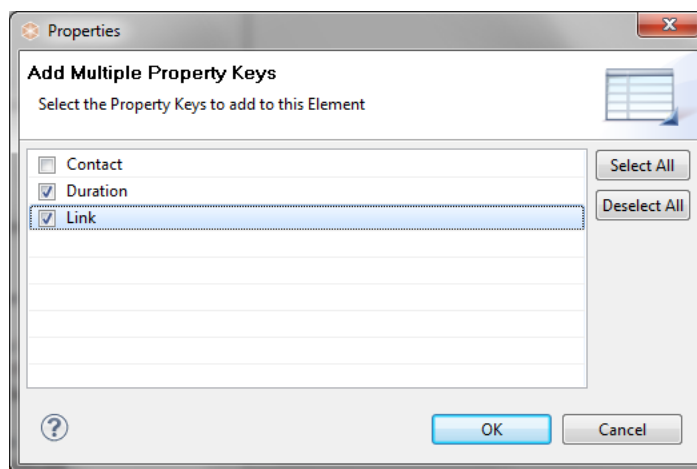 Properties
Add Multiple Property Keys
Select the Property Keys to add to this Element
Contact
Duration
Link
Select All
Deselect All
?
OK
Cancel